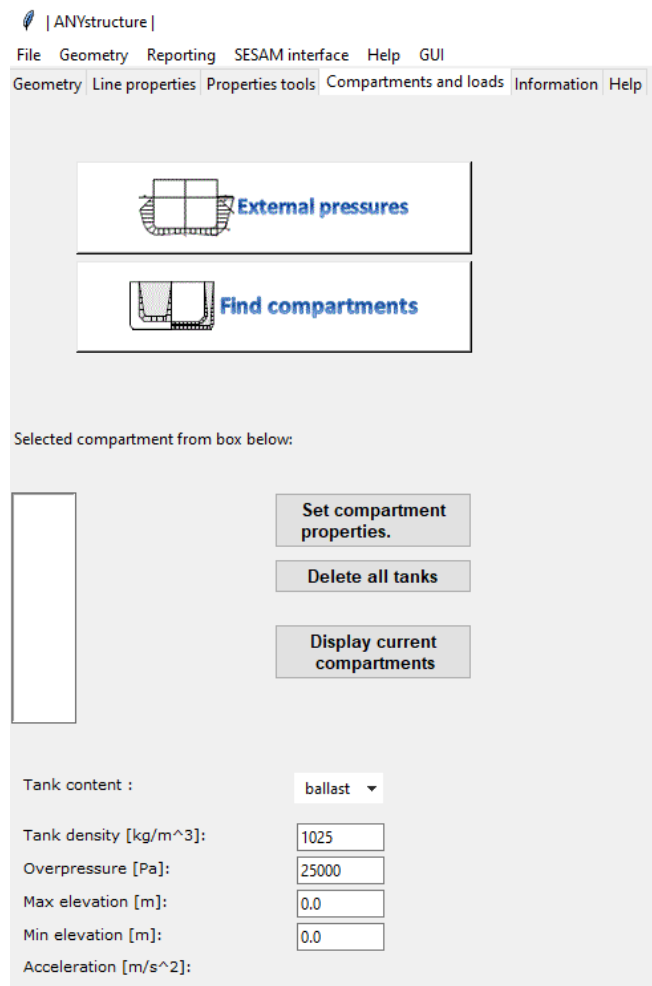 | ANYstructure |
File Geometry Reporting SESAM interface Help GUI
Geometry Line properties Properties tools Compartments and loads Information Help
External pressures
Find compartments
Selected compartment from box below:
Set compartment
properties.
Delete all tanks
Display current
compartments
Tank content : ballast
Tank density [kg/m^3]: 1025
Overpressure [Pa]: 25000
Max elevation [m]: 0.0
Min elevation [m]: 0.0
Acceleration [m/s^2]: